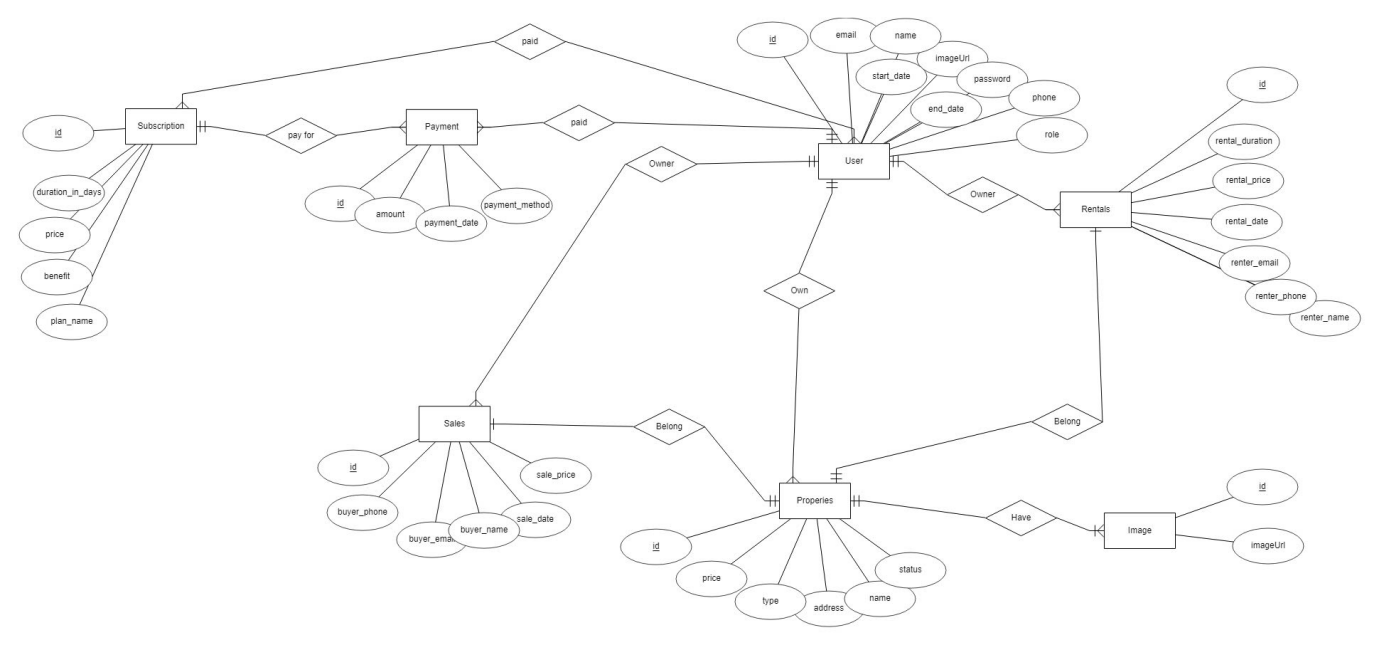 paid
id
email
name
imageUrl
start_date
password
end_date
phone
role
id
Subscription
id
pay for
Payment
paid
User
Owner
Owner
Rentals
rental_duration
rental_price
rental_date
renter_email
renter_phone
renter_name
duration_in_days
price
benefit
plan_name
id
amount
payment_date
payment_method
Own
Sales
Belong
Belong
id
buyer_phone
buyer_email
buyer_name
sale_date
sale_price
Properies
id
price
type
address
name
status
Have
Image
id
imageUrl